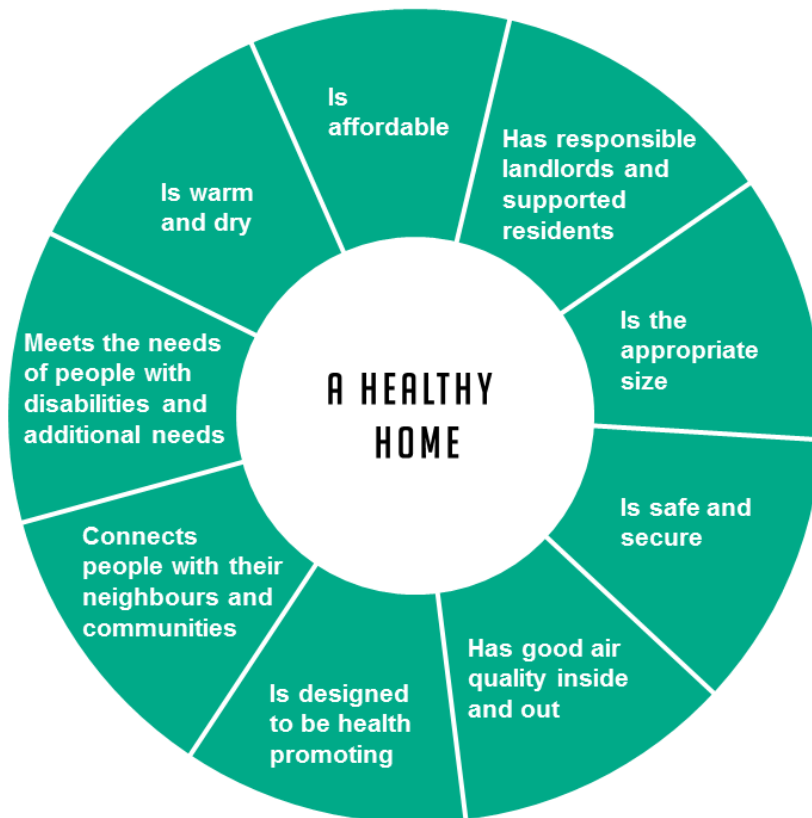 Is
affordable
Has responsible
landlords and
supported
residents
Is the
appropriate
size
Is safe and
secure
Has good air
quality inside
and out
Is designed
to be health
promoting
Connects
people with their
neighbours and
communities
Meets the needs
of people with
disabilities and
additional needs
Is warm
and dry
A HEALTHY
HOME